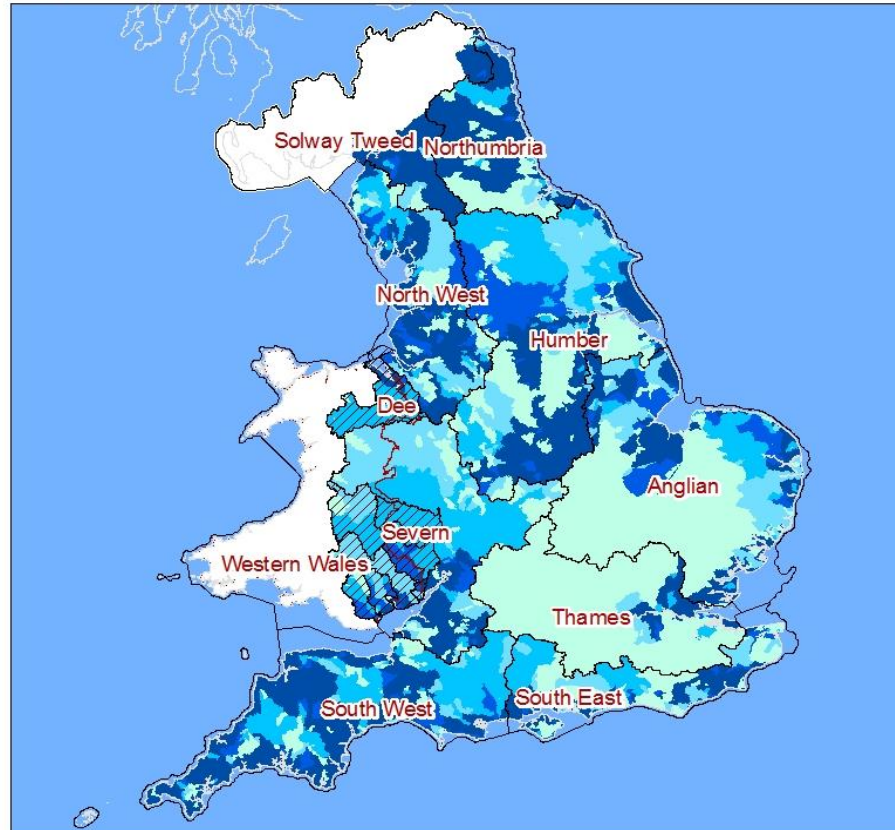 Solway Tweed
Northumbria
North West
Humber
Dee
Anglian
Severn
Western Wales
Thames
South East
South West